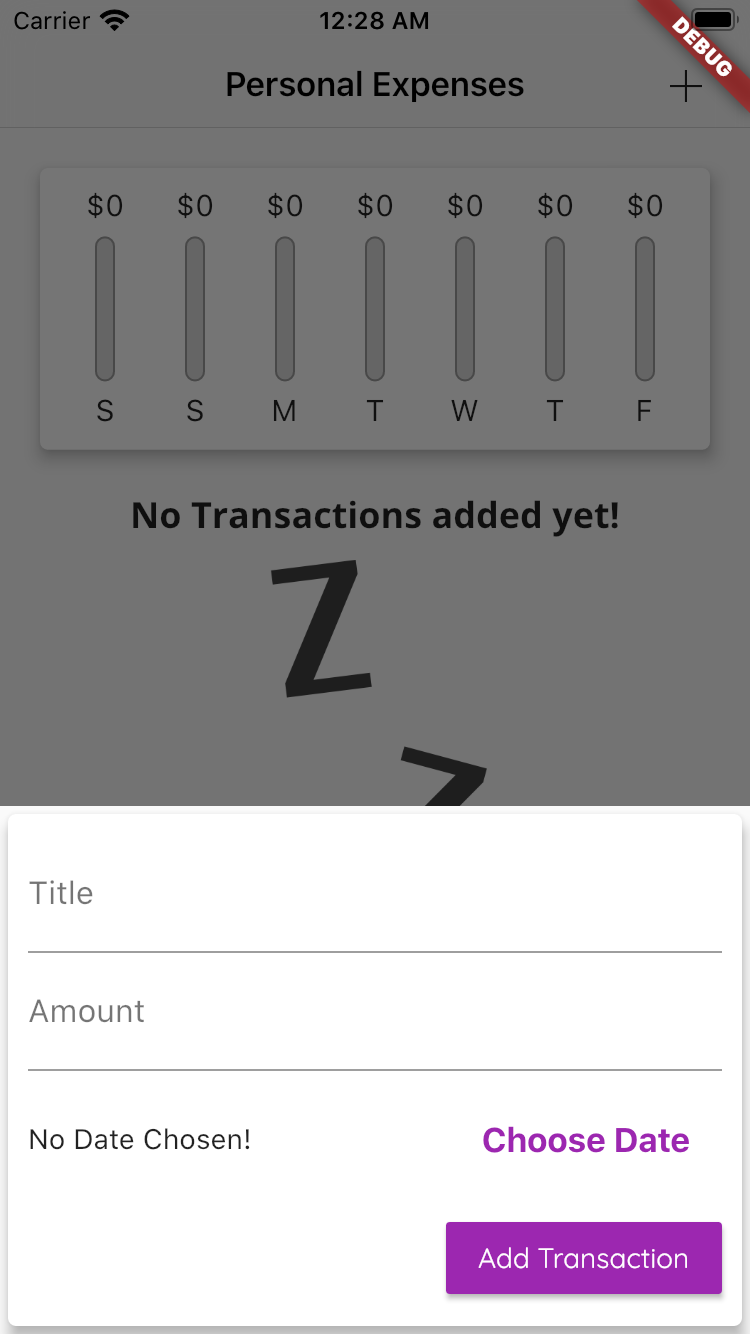 Carrier 12:28 AM
DEBUG
Personal Expenses
$0 $0 $0 $0 $0 $0 $0
S S M T W T F
No Transactions added yet!
Z
Z
Title
Amount
No Date Chosen! Choose Date
Add Transaction